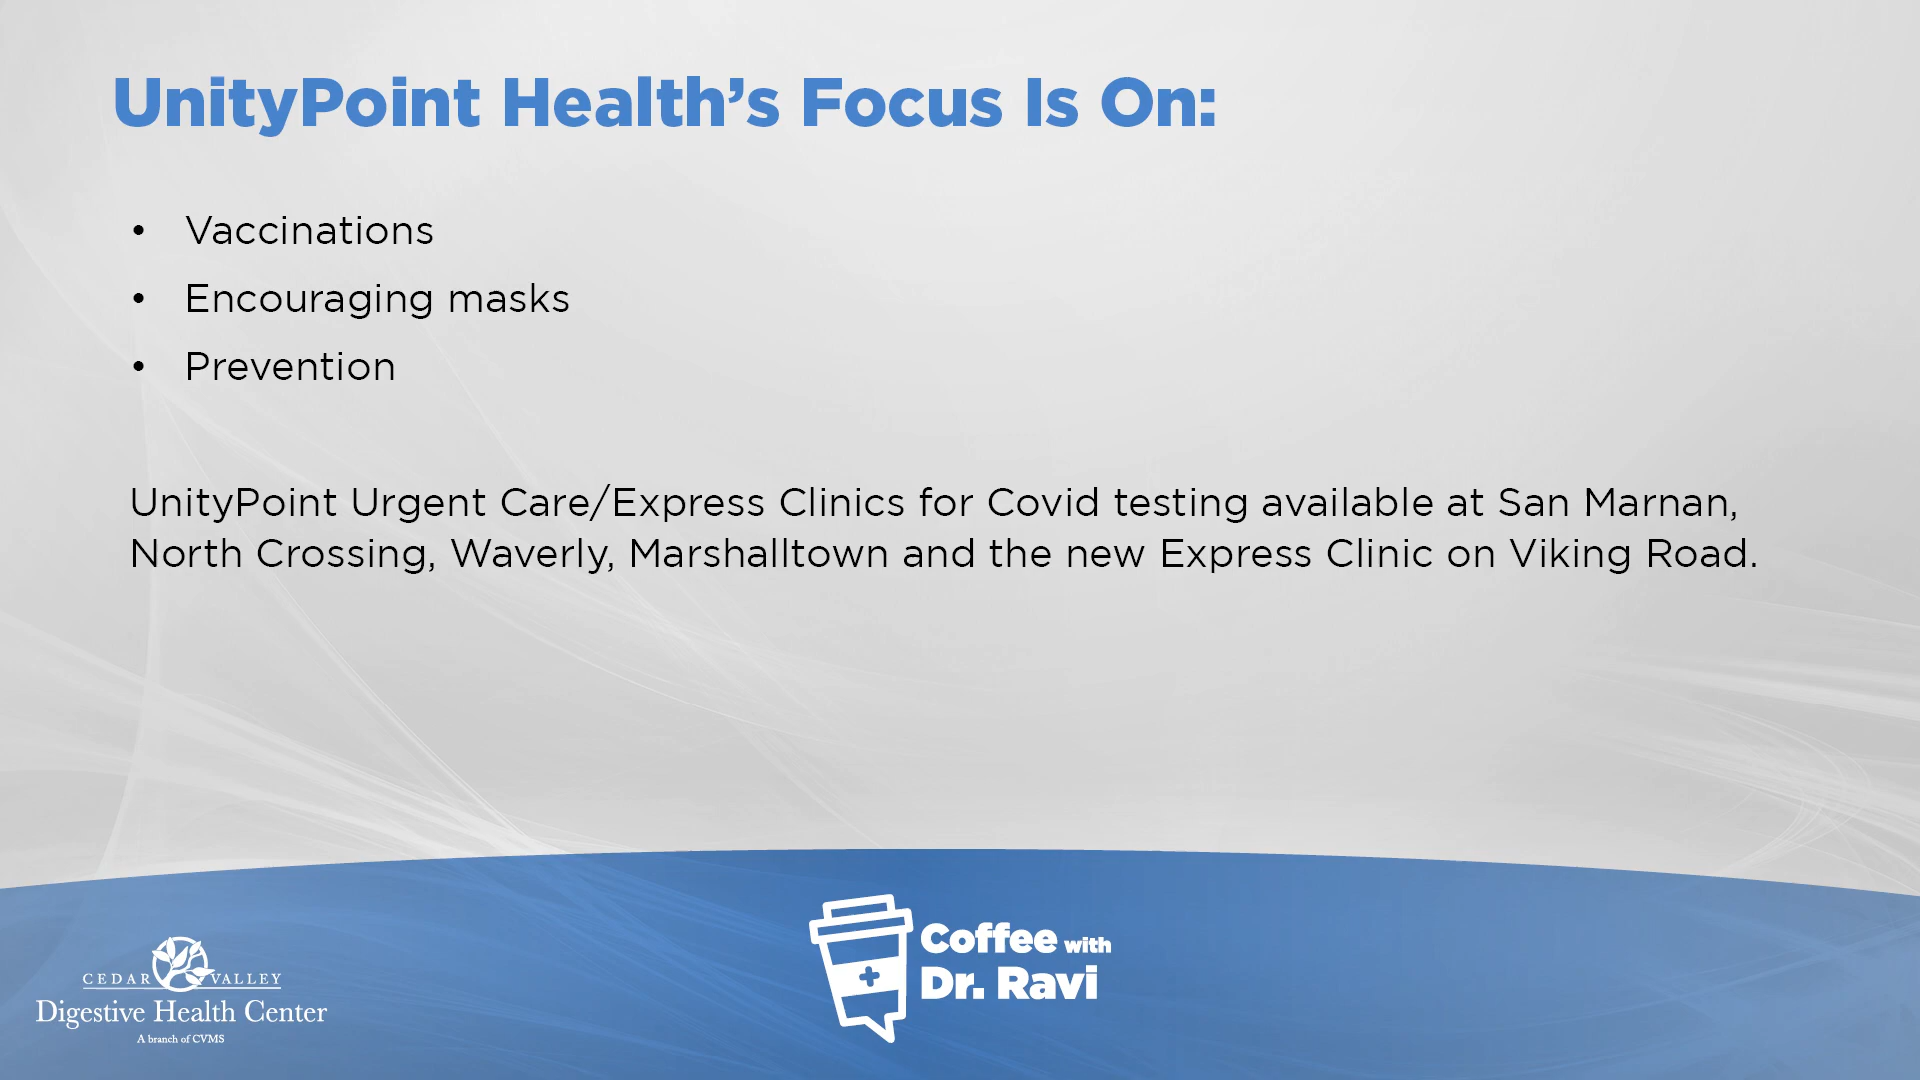 UnityPoint Health’s Focus Is On:
• Vaccinations
• Encouraging masks
• Prevention
UnityPoint Urgent Care/Express Clinics for Covid testing available at San Marnan,
North Crossing, Waverly, Marshalltown and the new Express Clinic on Viking Road.
CEDAR VALLEY
Digestive Health Center
A branch of CVMS
Coffee with
Dr. Ravi